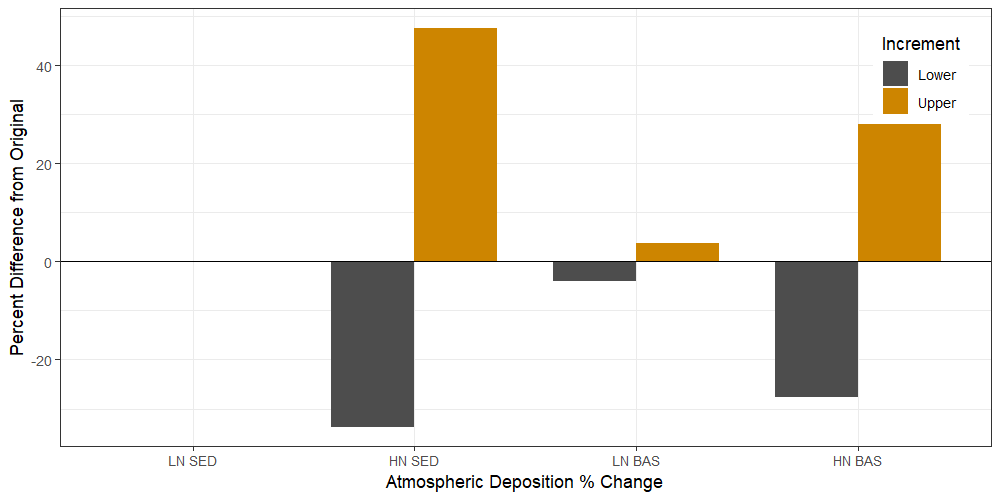 Increment
Lower
Upper
Percent Difference from Original
40
20
0
-20
LN SED
HN SED
LN BAS
HN BAS
Atmospheric Deposition % Change